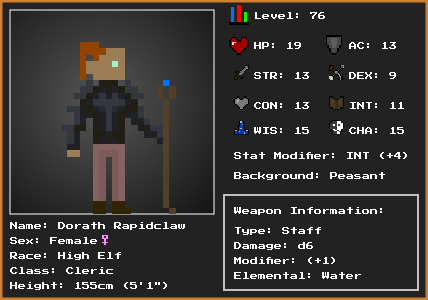 Level: 76
HP: 19 AC: 13
STR: 13 DEX: 9
CON: 13 INT: 11
WIS: 15 CHA: 15
Stat Modifier: INT (+4)
Background: Peasant
Name: Dorath Rapidclaw
Sex: Female♀
Race: High Elf
Class: Cleric
Height: 155cm (5'1")
Weapon Information:
Type: Staff
Damage: d6
Modifier: (+1)
Elemental: Water